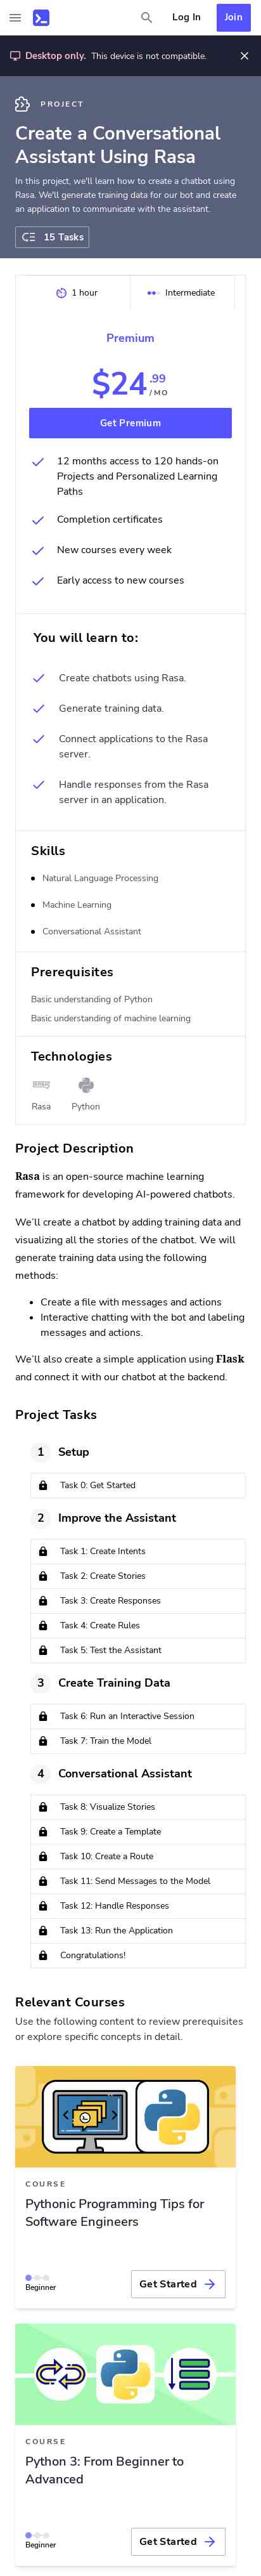 Log In
Join
Desktop only. This device is not compatible.
PROJECT
Create a Conversational
Assistant Using Rasa
In this project, we'll learn how to create a chatbot using
Rasa. We'll generate training data for our bot and create
an application to communicate with the assistant.
15 Tasks
1 hour
Intermediate
Premium
$24.99
/ MO
Get Premium
12 months access to 120 hands-on
Projects and Personalized Learning
Paths
Completion certificates
New courses every week
Early access to new courses
You will learn to:
Create chatbots using Rasa.
Generate training data.
Connect applications to the Rasa
server.
Handle responses from the Rasa
server in an application.
Skills
Natural Language Processing
Machine Learning
Conversational Assistant
Prerequisites
Basic understanding of Python
Basic understanding of machine learning
Technologies
Rasa
Python
Project Description
Rasa is an open-source machine learning
framework for developing AI-powered chatbots.
We’ll create a chatbot by adding training data and
visualizing all the stories of the chatbot. We will
generate training data using the following
methods:
Create a file with messages and actions
Interactive chatting with the bot and labeling
messages and actions.
We’ll also create a simple application using Flask
and connect it with our chatbot at the backend.
Project Tasks
1 Setup
Task 0: Get Started
2 Improve the Assistant
Task 1: Create Intents
Task 2: Create Stories
Task 3: Create Responses
Task 4: Create Rules
Task 5: Test the Assistant
3 Create Training Data
Task 6: Run an Interactive Session
Task 7: Train the Model
4 Conversational Assistant
Task 8: Visualize Stories
Task 9: Create a Template
Task 10: Create a Route
Task 11: Send Messages to the Model
Task 12: Handle Responses
Task 13: Run the Application
Congratulations!
Relevant Courses
Use the following content to review prerequisites
or explore specific concepts in detail.
COURSE
Pythonic Programming Tips for
Software Engineers
Beginner
Get Started
COURSE
Python 3: From Beginner to
Advanced
Beginner
Get Started